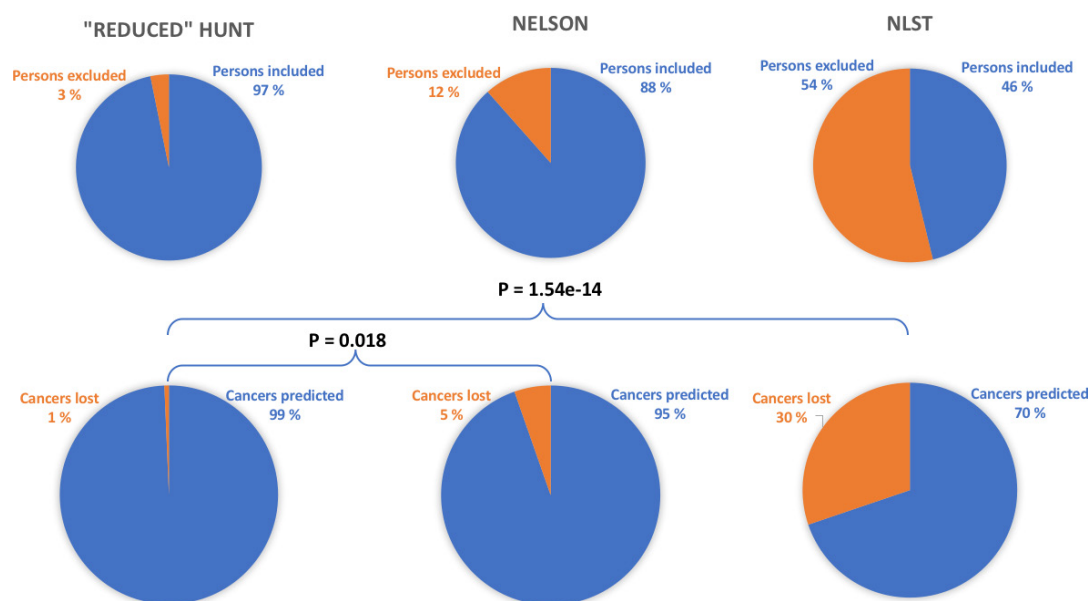 "REDUCED" HUNT
NELSON
NLST
Persons excluded
3 %
Persons included
97 %
Persons excluded
12 %
Persons included
88 %
Persons excluded
54 %
Persons included
46 %
P = 1.54e-14
P = 0.018
Cancers lost
1 %
Cancers predicted
99 %
Cancers lost
5 %
Cancers predicted
95 %
Cancers lost
30 %
Cancers predicted
70 %